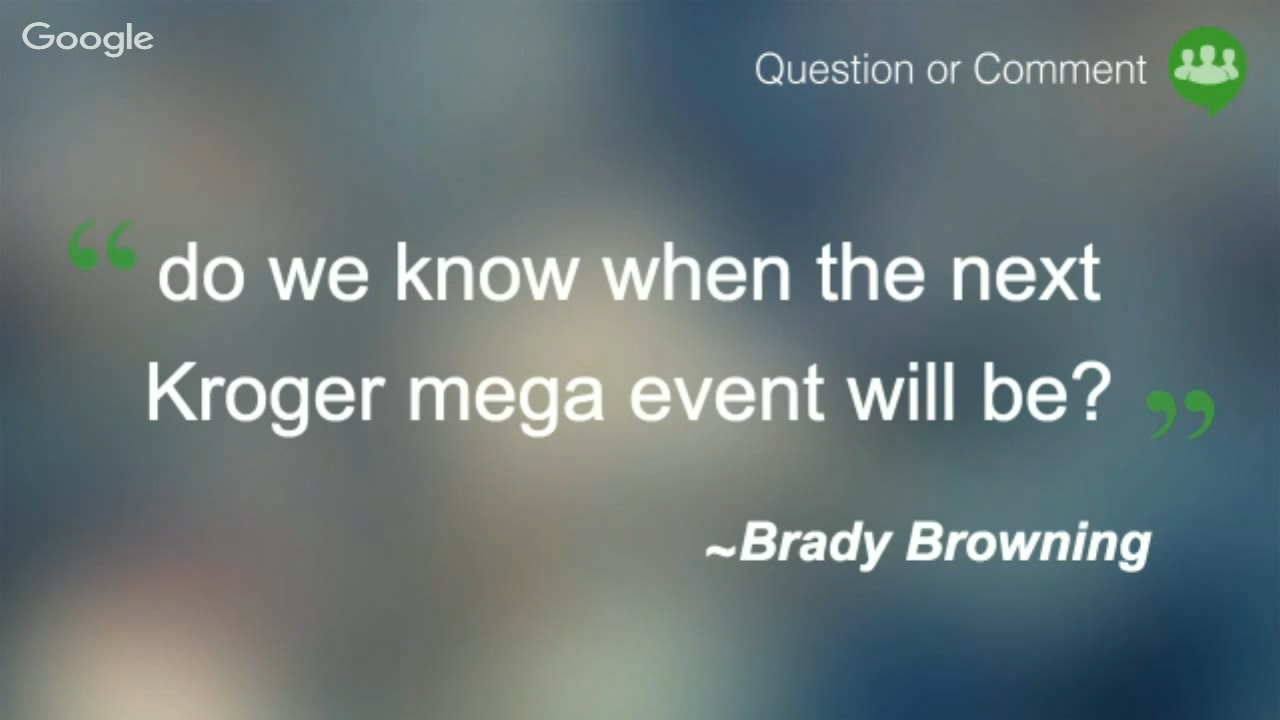 Google
Question or Comment
“ do we know when the next
Kroger mega event will be? ”
~Brady Browning